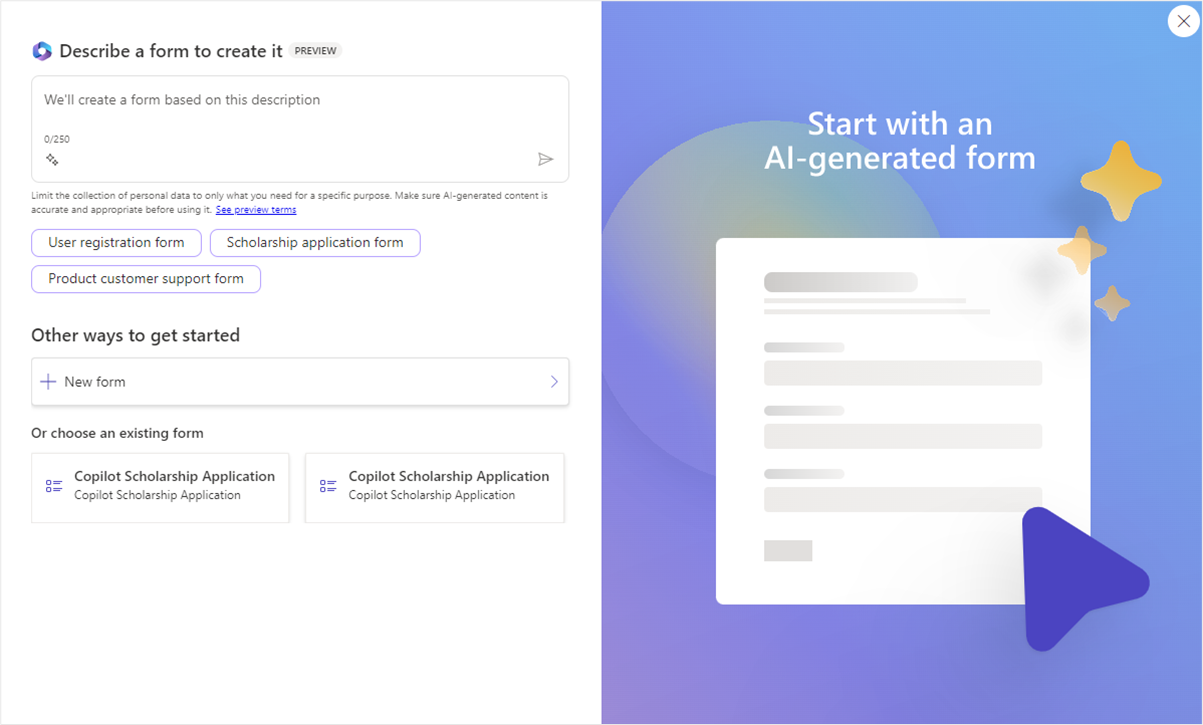 Describe a form to create it PREVIEW
We'll create a form based on this description
0/250
Limit the collection of personal data to only what you need for a specific purpose. Make sure AI-generated content is
accurate and appropriate before using it. See preview terms
User registration form
Scholarship application form
Product customer support form
Other ways to get started
New form
Or choose an existing form
Copilot Scholarship Application
Copilot Scholarship Application
Copilot Scholarship Application
Copilot Scholarship Application
Start with an
AI-generated form